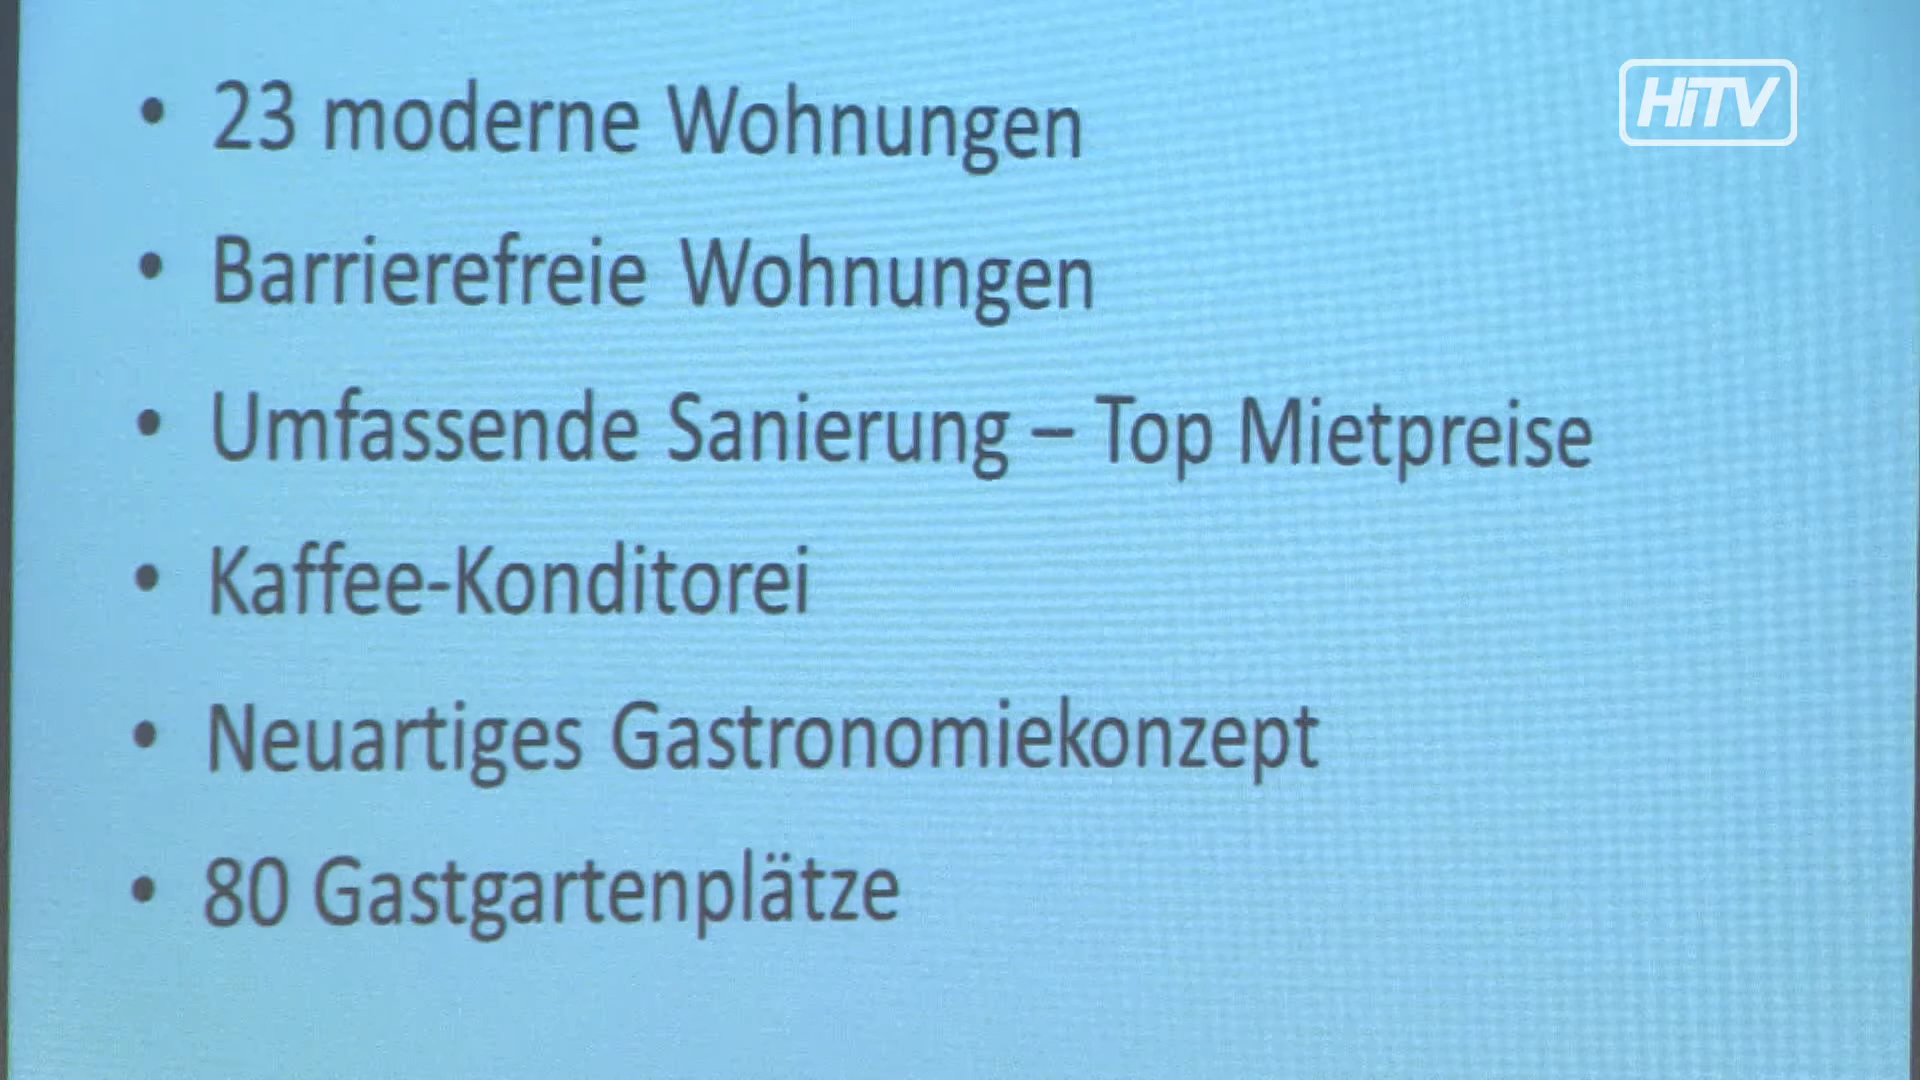 HiTV
• 23 moderne Wohnungen
• Barrierefreie Wohnungen
• Umfassende Sanierung – Top Mietpreise
• Kaffee-Konditorei
• Neuartiges Gastronomiekonzept
• 80 Gastgartenplätze